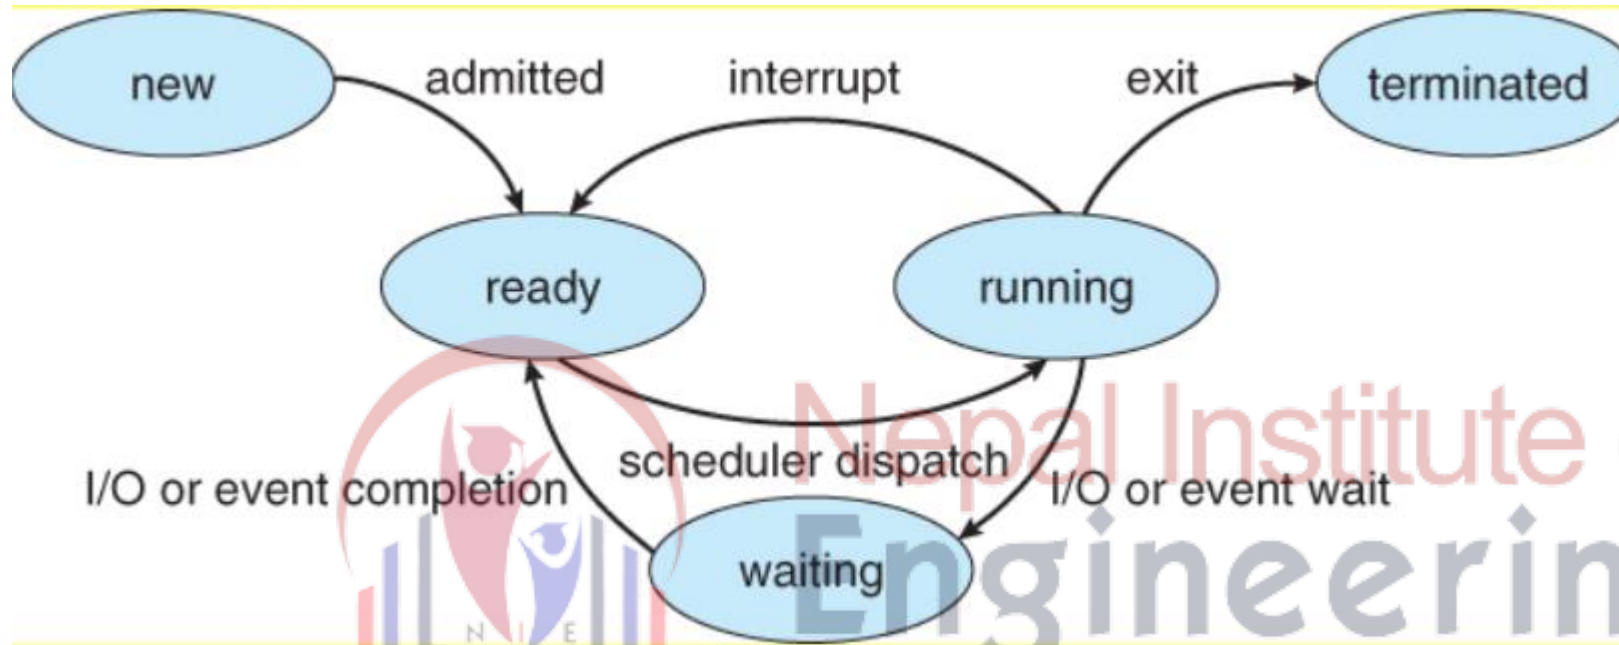 new
admitted
interrupt
exit
terminated
ready
running
scheduler dispatch
I/O or event completion
I/O or event wait
waiting
Nepal Institute
Engineerin
N I E